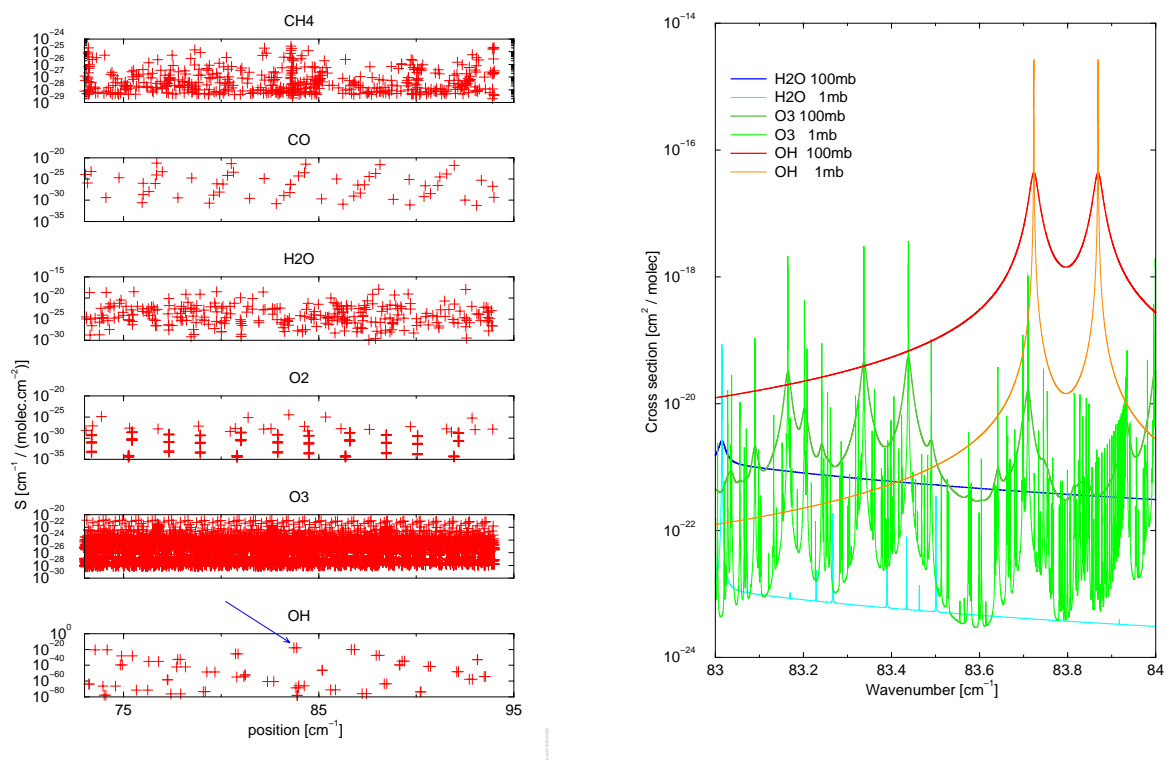 CH4
10⁻²⁴
10⁻²⁵
10⁻²⁶
10⁻²⁷
10⁻²⁸
10⁻²⁹
10⁻³⁰
CO
10⁻²⁰
10⁻²⁵
10⁻³⁰
10⁻³⁵
H2O
10⁻¹⁵
10⁻²⁰
10⁻²⁵
10⁻³⁰
O2
10⁻²⁰
10⁻²⁵
10⁻³⁰
10⁻³⁵
O3
10⁻²⁰
10⁻²²
10⁻²⁴
10⁻²⁶
10⁻²⁸
10⁻³⁰
OH
10⁰
10⁻²⁰
10⁻⁴⁰
10⁻⁶⁰
10⁻⁸⁰
75 85 95
position [cm⁻¹]
S [cm⁻¹ / (molec.cm⁻²)]
10⁻¹⁴
10⁻¹⁶
10⁻¹⁸
10⁻²⁰
10⁻²²
10⁻²⁴
Cross section [cm² / molec]
H2O 100mb
H2O 1mb
O3 100mb
O3 1mb
OH 100mb
OH 1mb
83 83.2 83.4 83.6 83.8 84
Wavenumber [cm⁻¹]